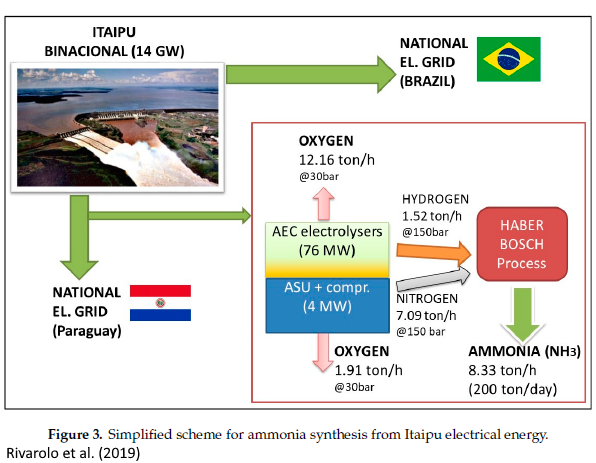 ITAIPU
BINACIONAL (14 GW)
NATIONAL
EL. GRID
(BRAZIL)
OXYGEN
12.16 ton/h
@30bar
HYDROGEN
1.52 ton/h
@150bar
AEC electrolysers
(76 MW)
HABER
BOSCH
Process
ASU + compr.
(4 MW)
NITROGEN
7.09 ton/h
@150 bar
NATIONAL
EL. GRID
(Paraguay)
OXYGEN
1.91 ton/h
@30bar
AMMONIA (NH3)
8.33 ton/h
(200 ton/day)
Figure 3. Simplified scheme for ammonia synthesis from Itaipu electrical energy.
Rivarolo et al. (2019)